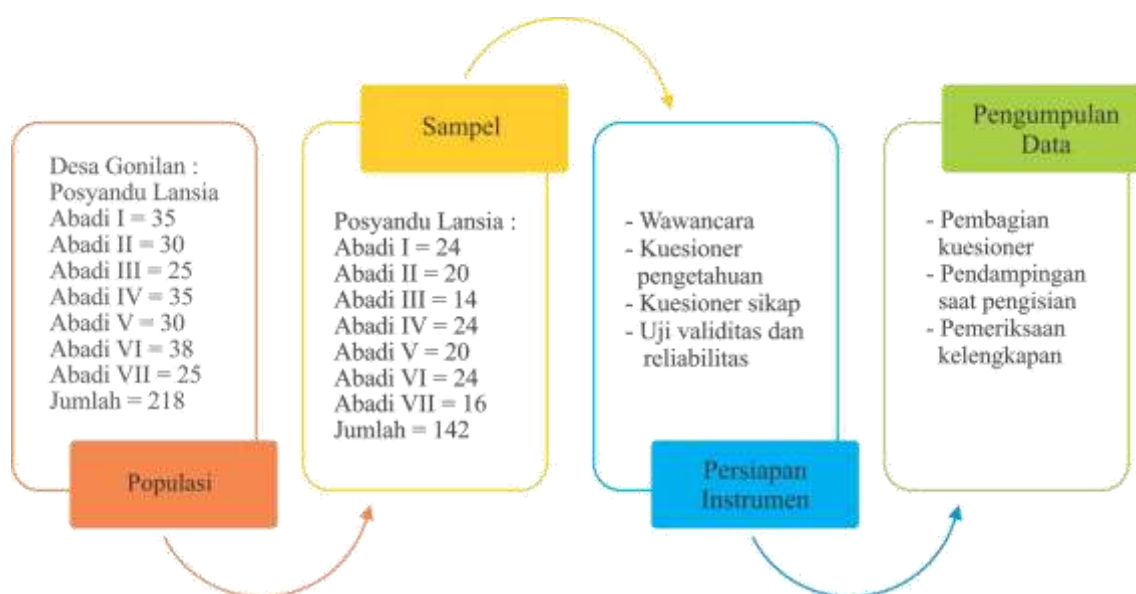 Desa Gonilan :
Posyandu Lansia
Abadi I = 35
Abadi II = 30
Abadi III = 25
Abadi IV = 35
Abadi V = 30
Abadi VI = 38
Abadi VII = 25
Jumlah = 218
Populasi
Sampel
Posyandu Lansia :
Abadi I = 24
Abadi II = 20
Abadi III = 14
Abadi IV = 24
Abadi V = 20
Abadi VI = 24
Abadi VII = 16
Jumlah = 142
- Wawancara
- Kuesioner
pengetahuan
- Kuesioner sikap
- Uji validitas dan
reliabilitas
Persiapan
Instrumen
Pengumpulan
Data
- Pembagian
kuesioner
- Pendampingan
saat pengisian
- Pemeriksaan
kelengkapan